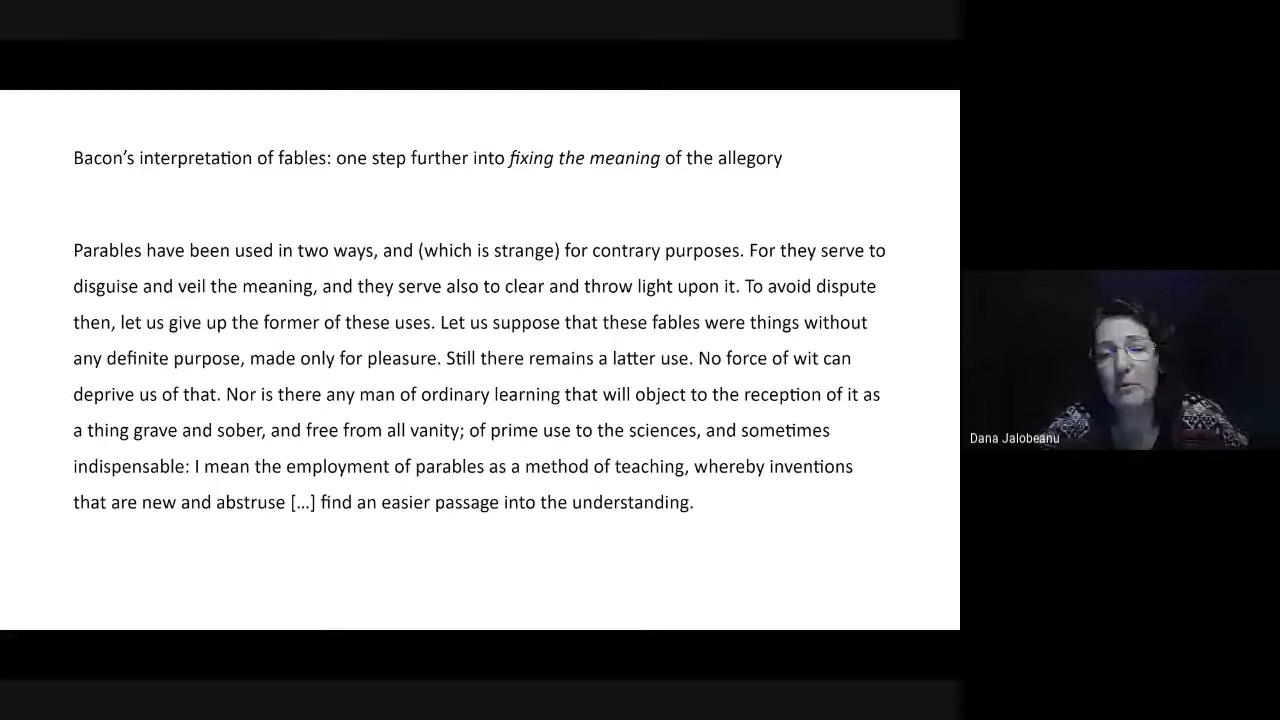 Bacon’s interpretation of fables: one step further into fixing the meaning of the allegory
Parables have been used in two ways, and (which is strange) for contrary purposes. For they serve to
disguise and veil the meaning, and they serve also to clear and throw light upon it. To avoid dispute
then, let us give up the former of these uses. Let us suppose that these fables were things without
any definite purpose, made only for pleasure. Still there remains a latter use. No force of wit can
deprive us of that. Nor is there any man of ordinary learning that will object to the reception of it as
a thing grave and sober, and free from all vanity; of prime use to the sciences, and sometimes
indispensable: I mean the employment of parables as a method of teaching, whereby inventions
that are new and abstruse […] find an easier passage into the understanding.
Dana Jalobeanu